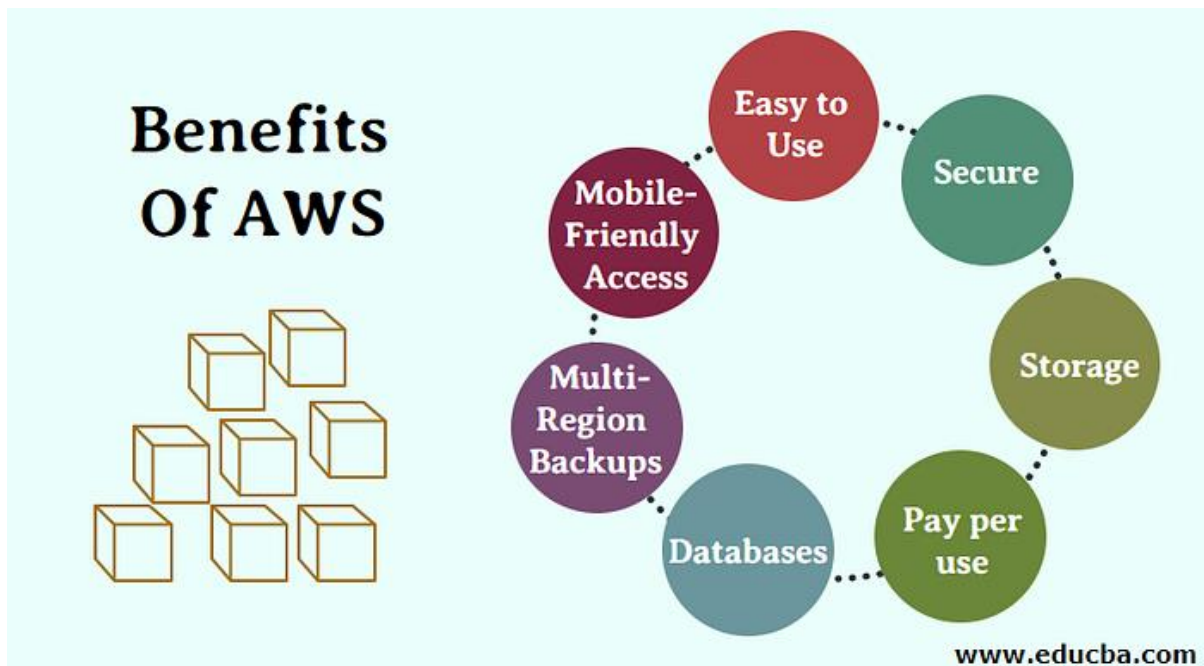 Benefits
Of AWS
Easy to
Use
Secure
Storage
Pay per
use
Databases
Multi-
Region
Backups
Mobile-
Friendly
Access
www.educba.com